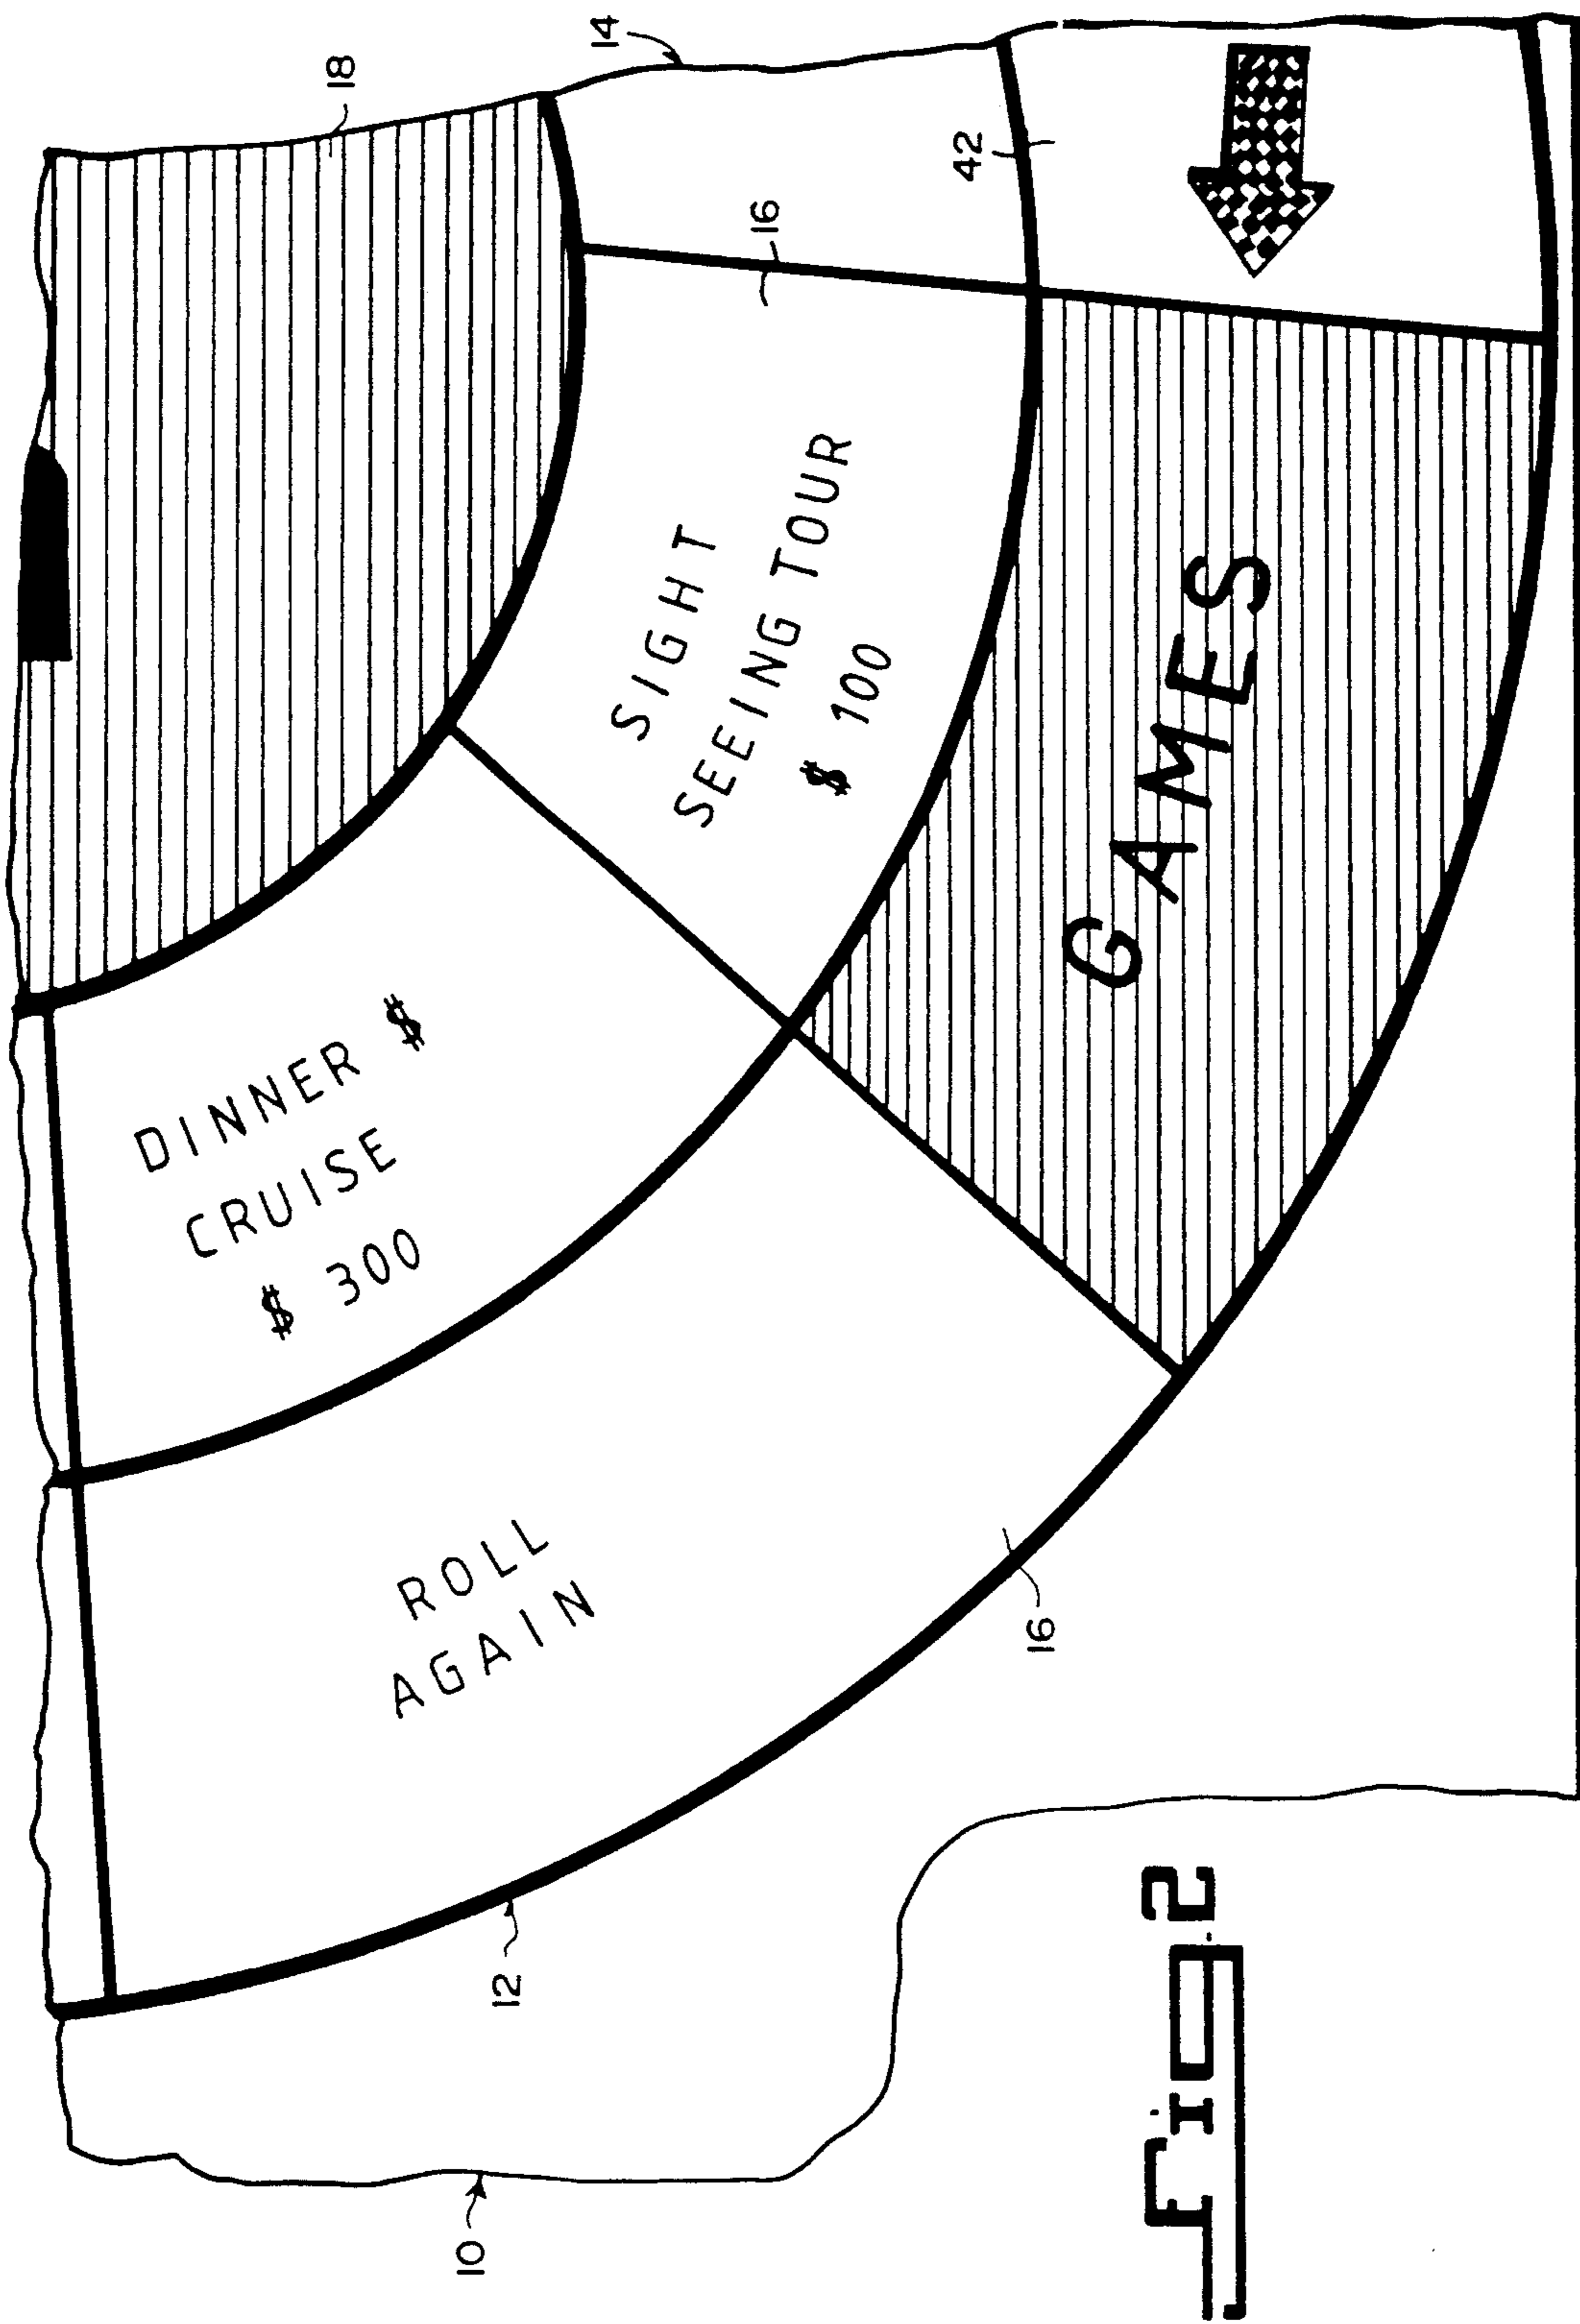 18
14
42
16
SIGHT
SEEING TOUR
$ 100
GAMES
DINNER $
CRUISE
$ 300
ROLL
AGAIN
16
12
10
FIG.2